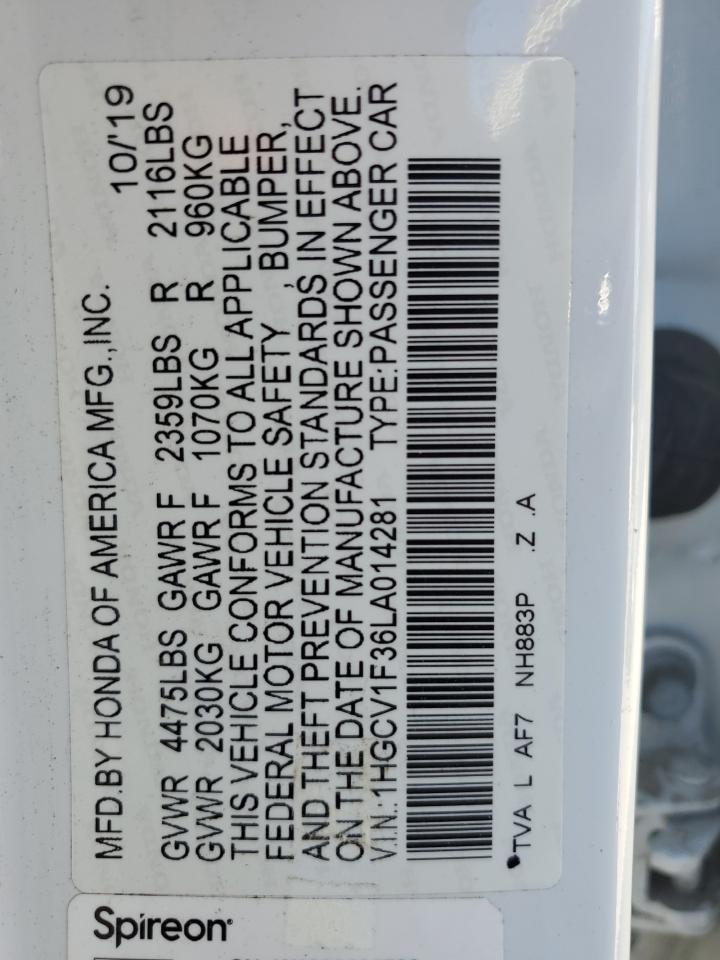 MFD.BY HONDA OF AMERICA MFG.,INC. 10/'19
GVWR 4475LBS GAWR F 2359LBS R 2116LBS
GVWR 2030KG GAWR F 1070KG R 960KG
THIS VEHICLE CONFORMS TO ALL APPLICABLE
FEDERAL MOTOR VEHICLE SAFETY , BUMPER,
AND THEFT PREVENTION STANDARDS IN EFFECT
ON THE DATE OF MANUFACTURE SHOWN ABOVE.
V.I.N.:1HGCV1F36LA014281 TYPE:PASSENGER CAR
TVA L AF7 NH883P .Z .A
Spireon